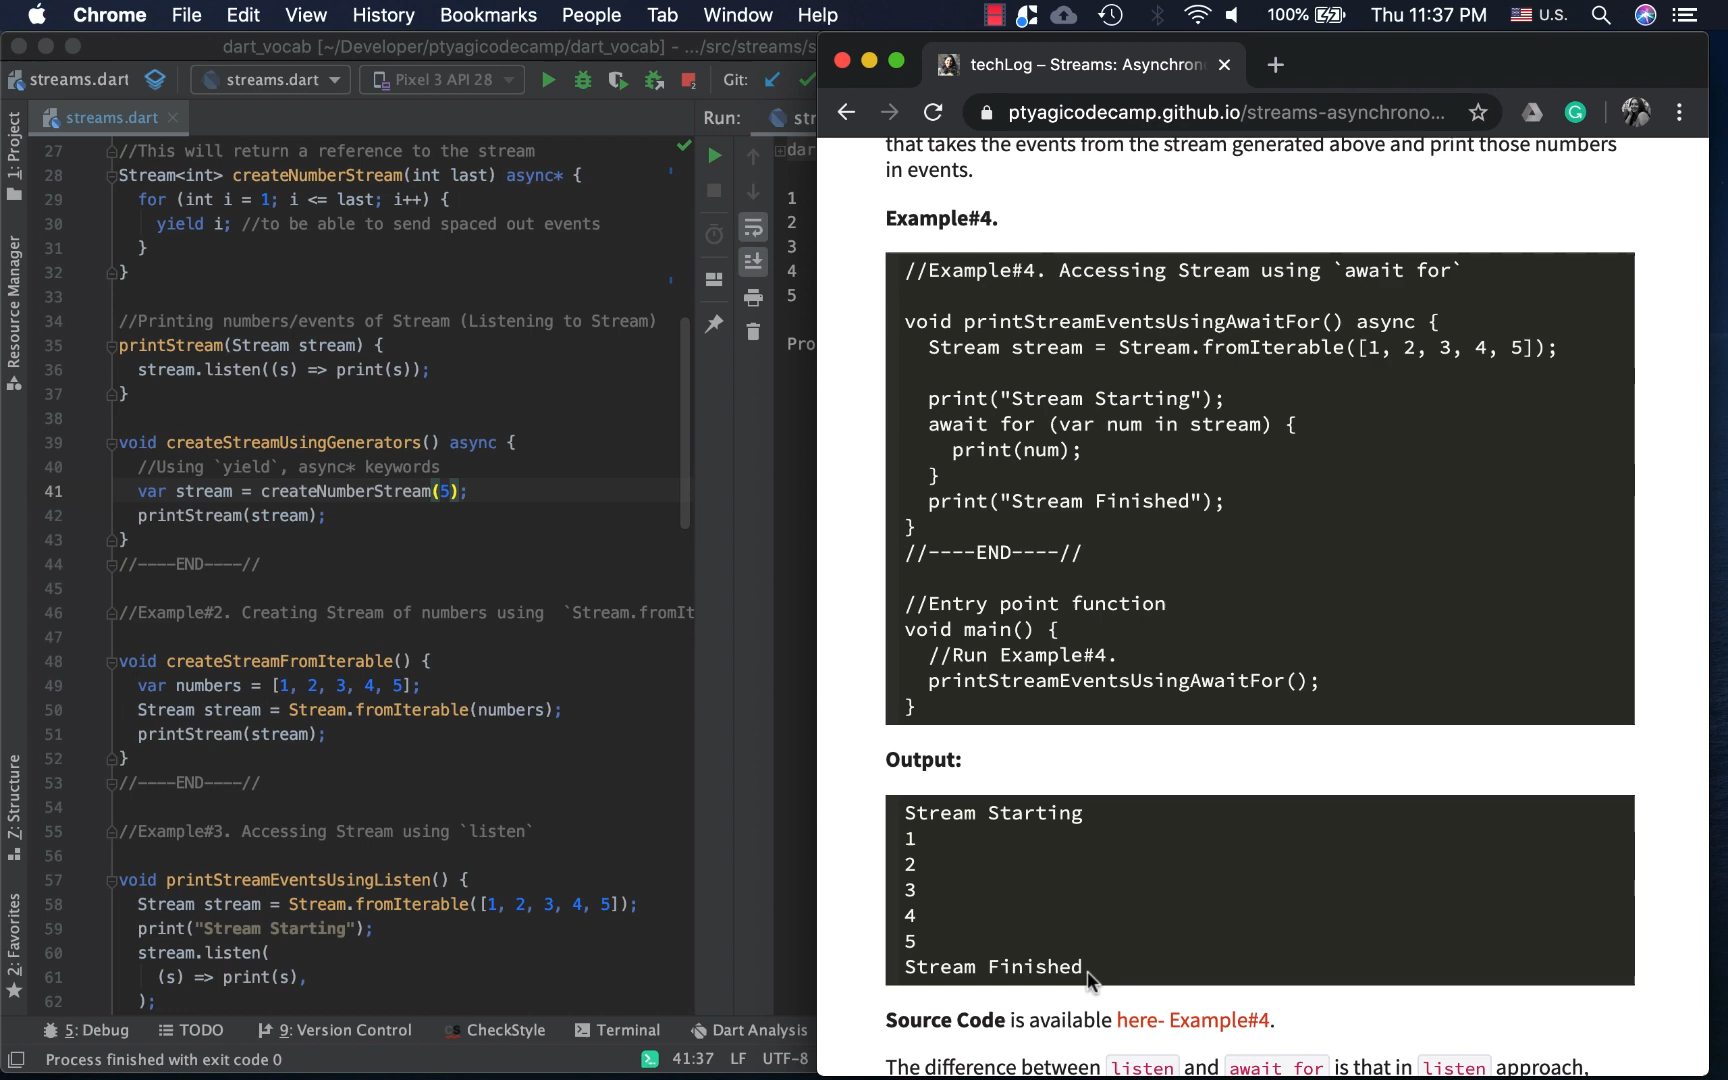 Chrome File Edit View History Bookmarks People Tab Window Help 100% Thu 11:37 PM U.S.
dart_vocab [~/Developer/ptyagicodecamp/dart_vocab] - .../src/streams/s
streams.dart streams.dart Pixel 3 API 28 Git:
streams.dart Run: str
1: Project
Resource Manager
Z: Structure
2: Favorites
27 //This will return a reference to the stream
28 Stream<int> createNumberStream(int last) async* {
29 for (int i = 1; i <= last; i++) {
30 yield i; //to be able to send spaced out events
31 }
32 }
33
34 //Printing numbers/events of Stream (Listening to Stream)
35 printStream(Stream stream) {
36 stream.listen((s) => print(s));
37 }
38
39 void createStreamUsingGenerators() async {
40 //Using `yield`, async* keywords
41 var stream = createNumberStream(5);
42 printStream(stream);
43 }
44 //----END----//
45
46 //Example#2. Creating Stream of numbers using `Stream.fromIt
47
48 void createStreamFromIterable() {
49 var numbers = [1, 2, 3, 4, 5];
50 Stream stream = Stream.fromIterable(numbers);
51 printStream(stream);
52 }
53 //----END----//
54
55 //Example#3. Accessing Stream using `listen`
56
57 void printStreamEventsUsingListen() {
58 Stream stream = Stream.fromIterable([1, 2, 3, 4, 5]);
59 print("Stream Starting");
60 stream.listen(
61 (s) => print(s),
62 );
dar
1
2
3
4
5
Pro
5: Debug TODO 9: Version Control CheckStyle Terminal Dart Analysis
Process finished with exit code 0 41:37 LF UTF-8
techLog – Streams: Asynchron
ptyagicodecamp.github.io/streams-asynchrono...
that takes the events from the stream generated above and print those numbers
in events.
Example#4.
//Example#4. Accessing Stream using `await for`
void printStreamEventsUsingAwaitFor() async {
Stream stream = Stream.fromIterable([1, 2, 3, 4, 5]);
print("Stream Starting");
await for (var num in stream) {
print(num);
}
print("Stream Finished");
}
//----END----//
//Entry point function
void main() {
//Run Example#4.
printStreamEventsUsingAwaitFor();
}
Output:
Stream Starting
1
2
3
4
5
Stream Finished
Source Code is available here- Example#4.
The difference between listen and await for is that in listen approach,